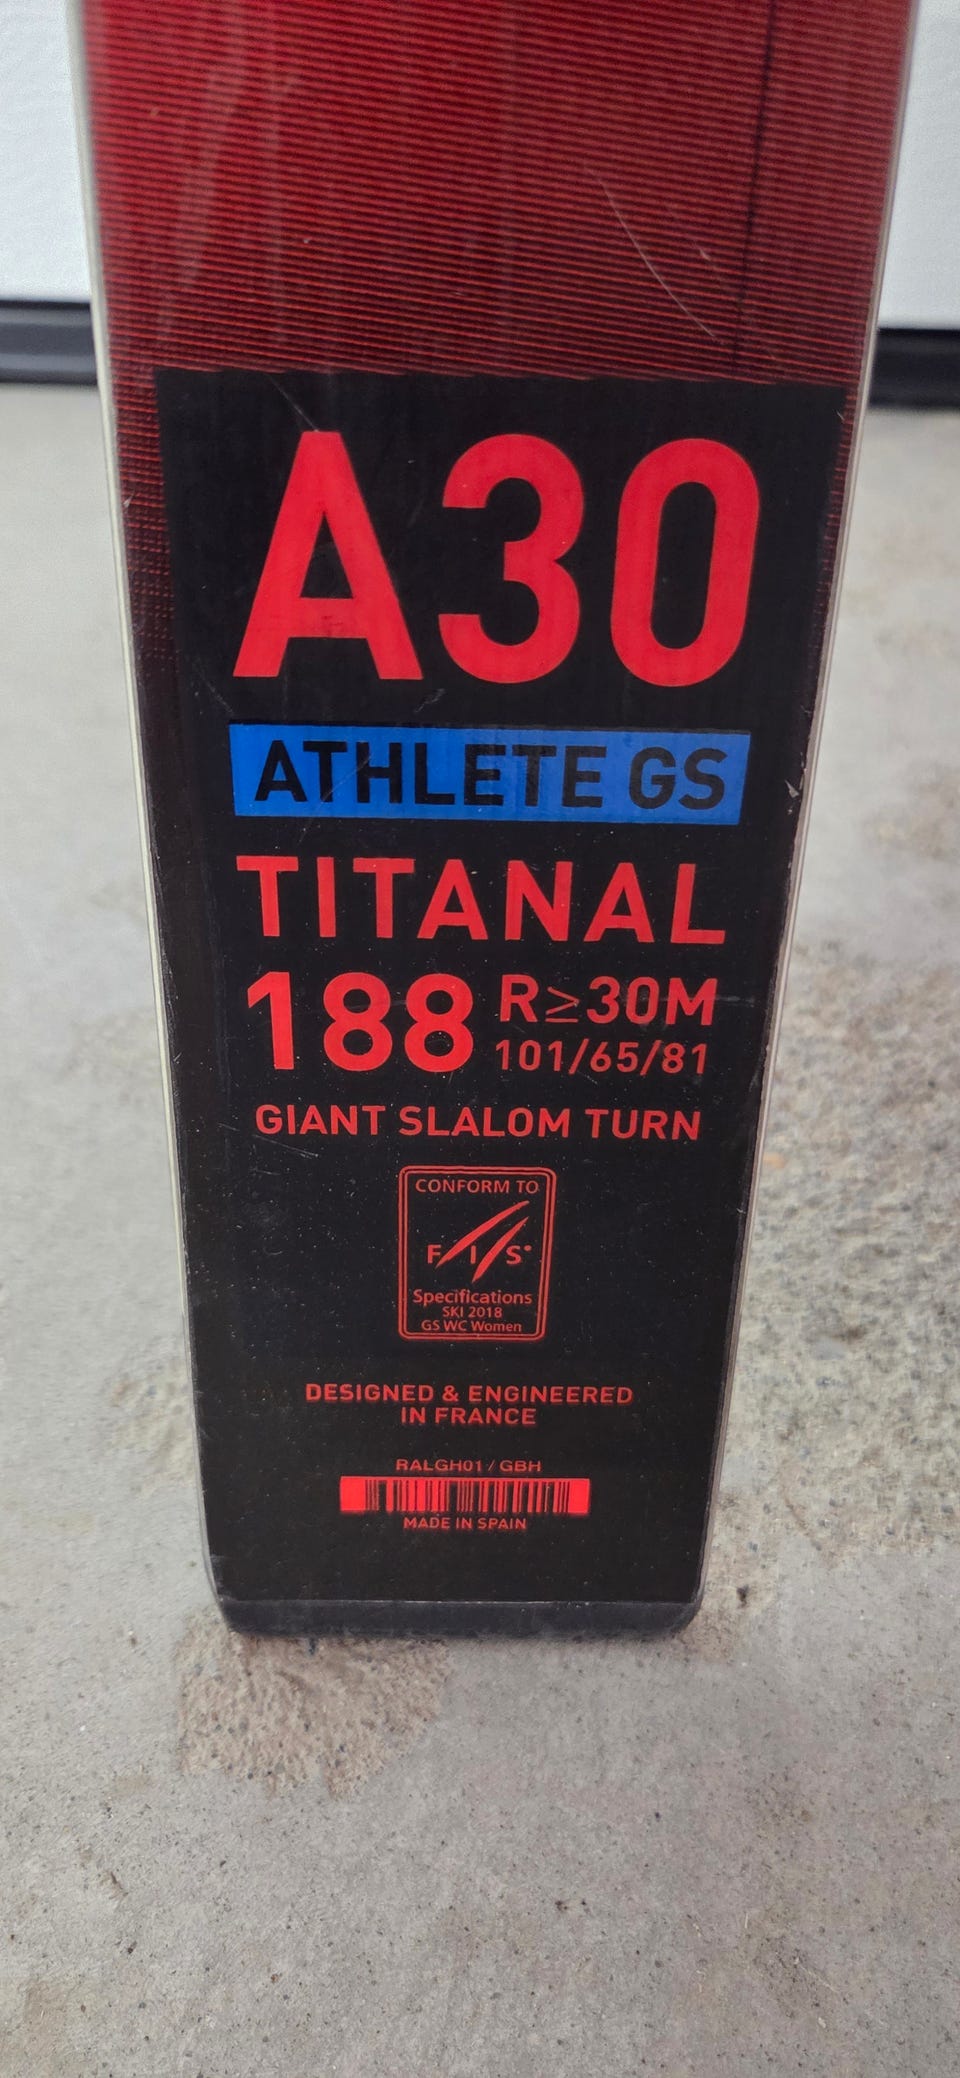 A30
ATHLETE GS
TITANAL
188 R≥30M
101/65/81
GIANT SLALOM TURN
CONFORM TO
FIS®
Specifications
SKI 2018
GS WC Women
DESIGNED & ENGINEERED
IN FRANCE
RALGH01 / GBH
MADE IN SPAIN